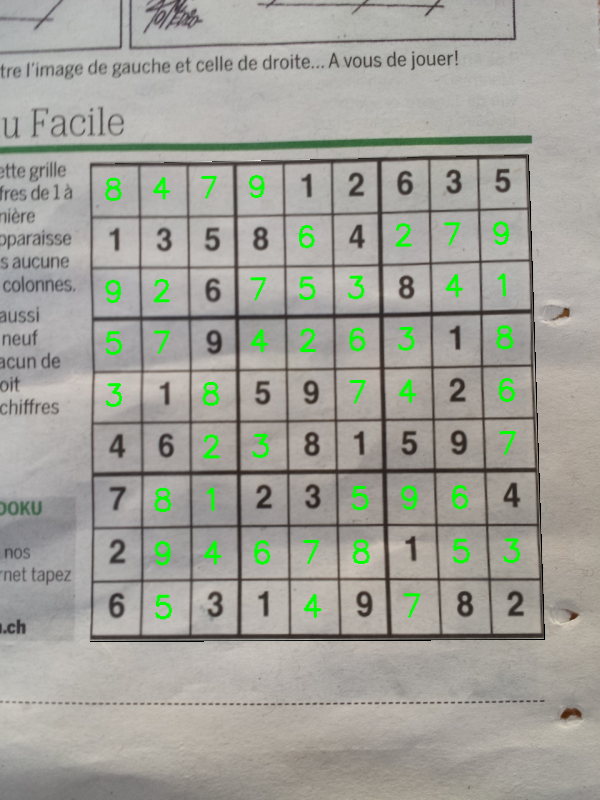 tre l'image de gauche et celle de droite... A vous de jouer!
u Facile
ette grille
ffres de 1 à
nière
pparaisse
s aucune
colonnes.
aussi
neuf
acun de
oit
chiffres
DOKU
nos
rnet tapez
.ch
8 4 7 9 1 2 6 3 5
1 3 5 8 6 4 2 7 9
9 2 6 7 5 3 8 4 1
5 7 9 4 2 6 3 1 8
3 1 8 5 9 7 4 2 6
4 6 2 3 8 1 5 9 7
7 8 1 2 3 5 9 6 4
2 9 4 6 7 8 1 5 3
6 5 3 1 4 9 7 8 2